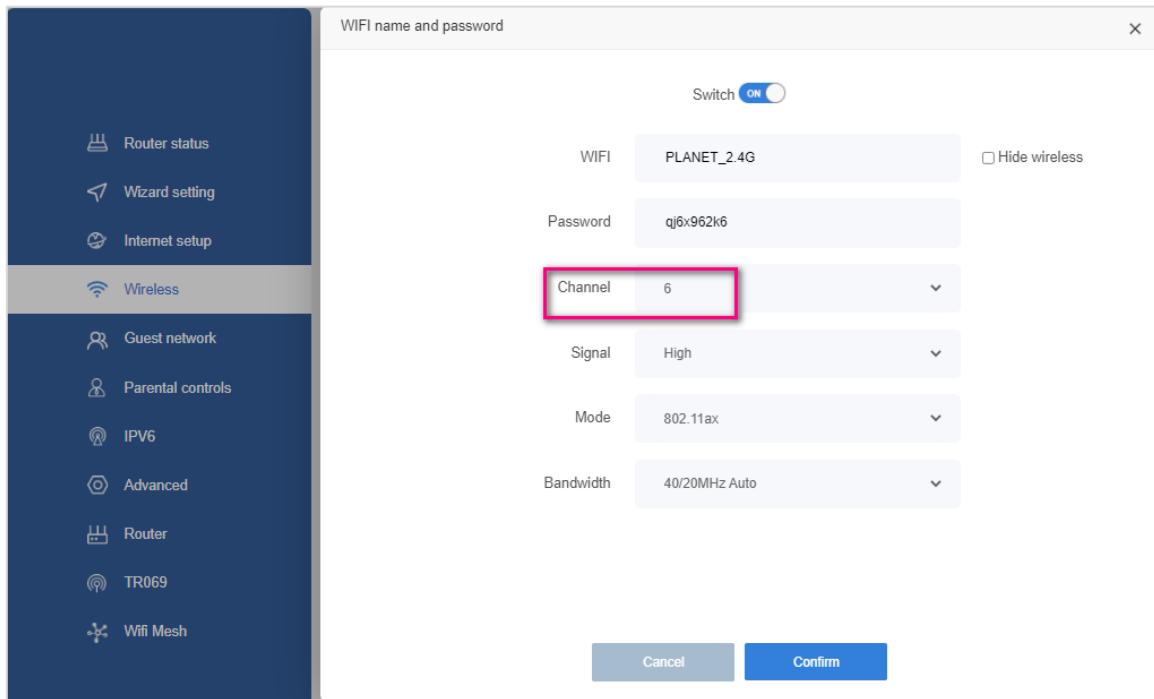 WIFI name and password
×
Switch ON
WIFI PLANET_2.4G Hide wireless
Password qj6x962k6
Channel 6
Signal High
Mode 802.11ax
Bandwidth 40/20MHz Auto
Cancel Confirm
Router status
Wizard setting
Internet setup
Wireless
Guest network
Parental controls
IPV6
Advanced
Router
TR069
Wifi Mesh